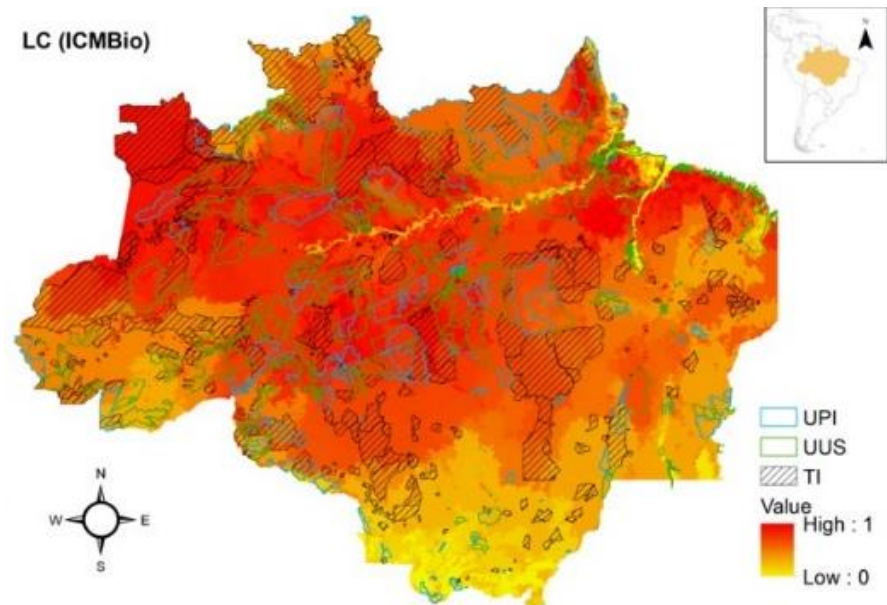 LC (ICMBio)
N
N
W E
S
UPI
UUS
TI
Value
High : 1
Low : 0